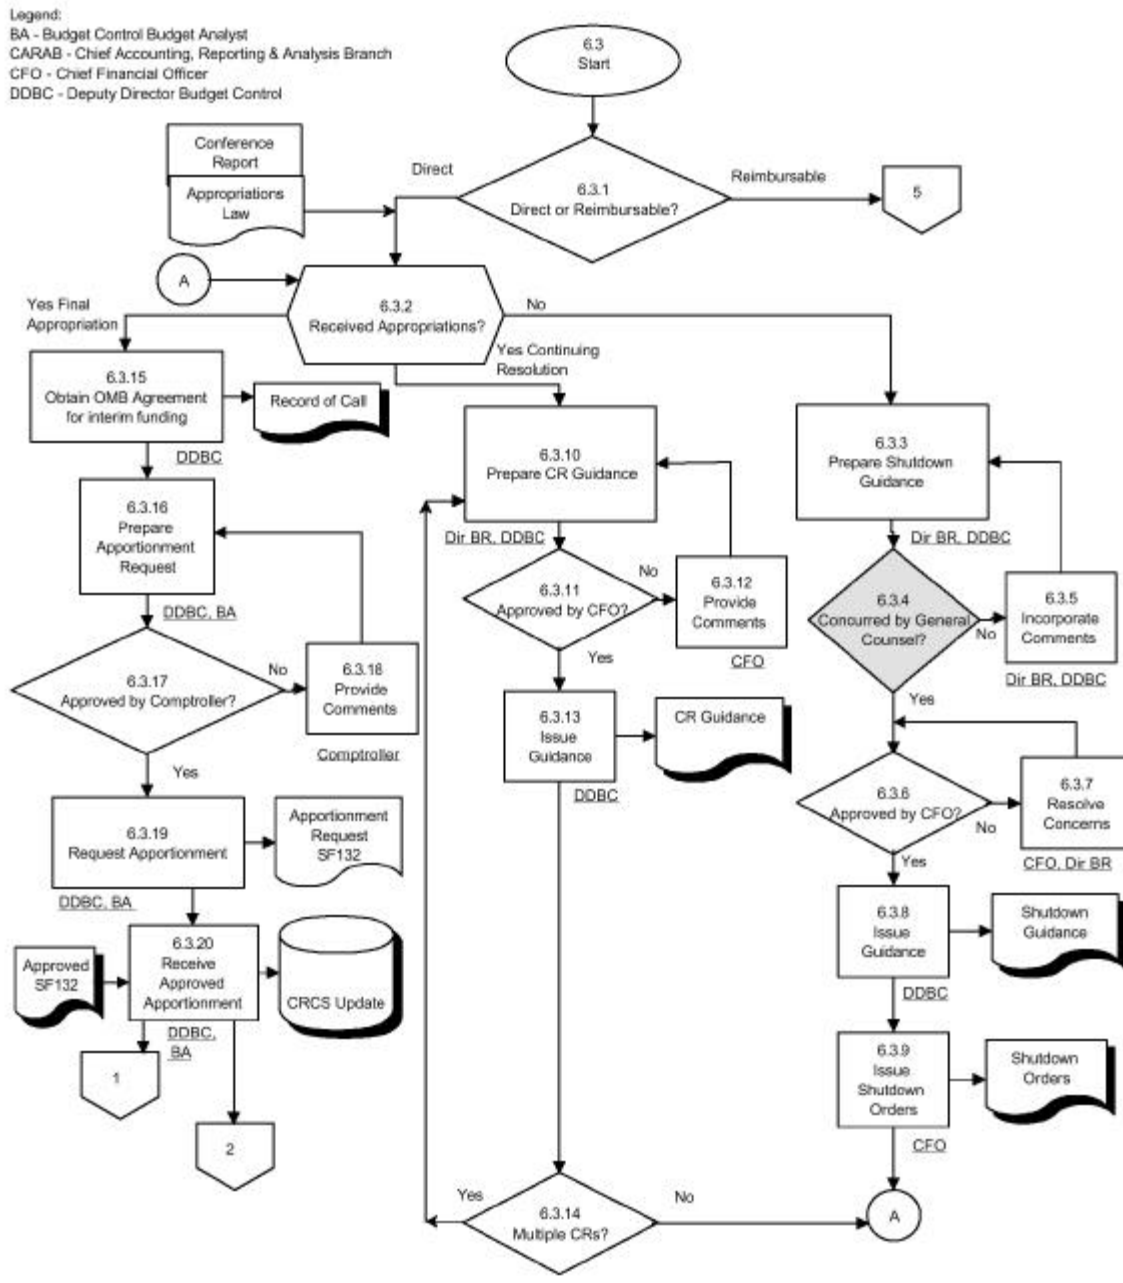 Legend:
BA - Budget Control Budget Analyst
CARAB - Chief Accounting, Reporting & Analysis Branch
CFO - Chief Financial Officer
DDBC - Deputy Director Budget Control
6.3
Start
Conference
Report
Appropriations
Law
Direct
6.3.1
Direct or Reimbursable?
Reimbursable
5
A
6.3.2
Received Appropriations?
Yes Final
Appropriation
No
Yes Continuing
Resolution
6.3.15
Obtain OMB Agreement
for interim funding
Record of Call
DDBC
6.3.16
Prepare
Apportionment
Request
DDBC, BA
6.3.17
Approved by Comptroller?
No
6.3.18
Provide
Comments
Comptroller
Yes
6.3.19
Request Apportionment
Apportionment
Request
SF132
DDBC, BA
6.3.20
Receive
Approved
Apportionment
Approved
SF132
CRCS Update
DDBC,
BA
1
2
6.3.10
Prepare CR Guidance
Dir BR, DDBC
6.3.11
Approved by CFO?
No
6.3.12
Provide
Comments
CFO
Yes
6.3.13
Issue
Guidance
CR Guidance
DDBC
6.3.14
Multiple CRs?
Yes
No
6.3.3
Prepare Shutdown
Guidance
Dir BR, DDBC
6.3.4
Concurred by General
Counsel?
No
6.3.5
Incorporate
Comments
Dir BR, DDBC
Yes
6.3.6
Approved by CFO?
No
6.3.7
Resolve
Concerns
CFO, Dir BR
Yes
6.3.8
Issue
Guidance
Shutdown
Guidance
DDBC
6.3.9
Issue
Shutdown
Orders
Shutdown
Orders
CFO
A